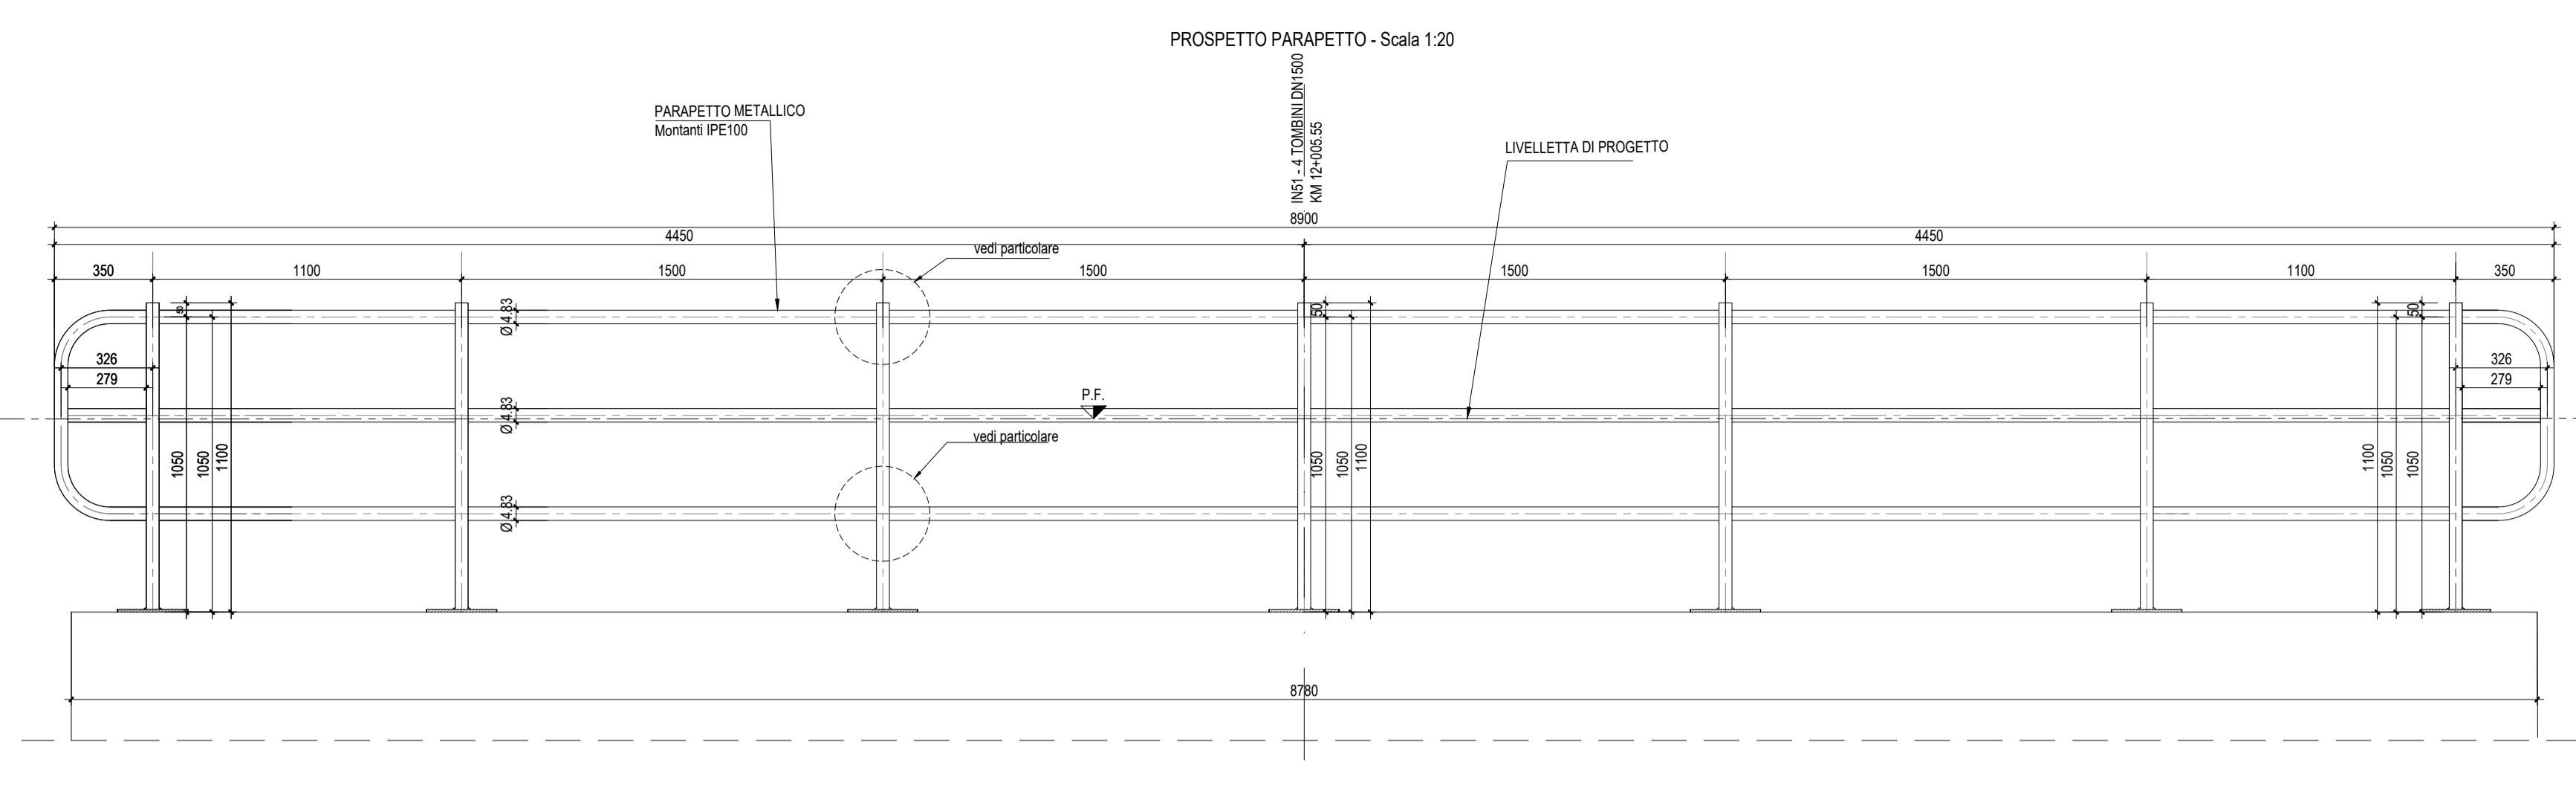 PROSPETTO PARAPETTO - Scala 1:20
IN51 - 4 TOMBINI DN1500
KM 12+005.55
PARAPETTO METALLICO
Montanti IPE100
LIVELLETTA DI PROGETTO
8900
4450
4450
vedi particolare
350
1100
1500
1500
1500
1500
1100
350
50
Ø 4.83
50
50
326
279
326
279
P.F.
Ø 4.83
vedi particolare
1050
1050
1100
1050
1050
1100
1100
1050
1050
Ø 4.83
8780